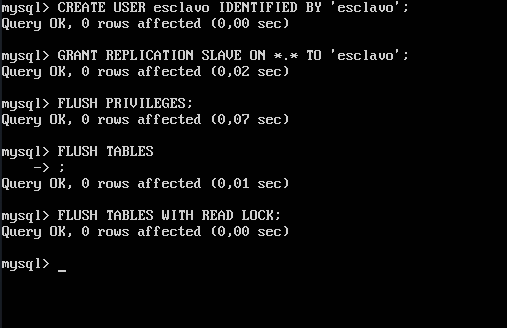 mysql> CREATE USER esclavo IDENTIFIED BY 'esclavo';
Query OK, 0 rows affected (0,00 sec)
mysql> GRANT REPLICATION SLAVE ON *.* TO 'esclavo';
Query OK, 0 rows affected (0,02 sec)
mysql> FLUSH PRIVILEGES;
Query OK, 0 rows affected (0,07 sec)
mysql> FLUSH TABLES
    -> ;
Query OK, 0 rows affected (0,01 sec)
mysql> FLUSH TABLES WITH READ LOCK;
Query OK, 0 rows affected (0,00 sec)
mysql> _